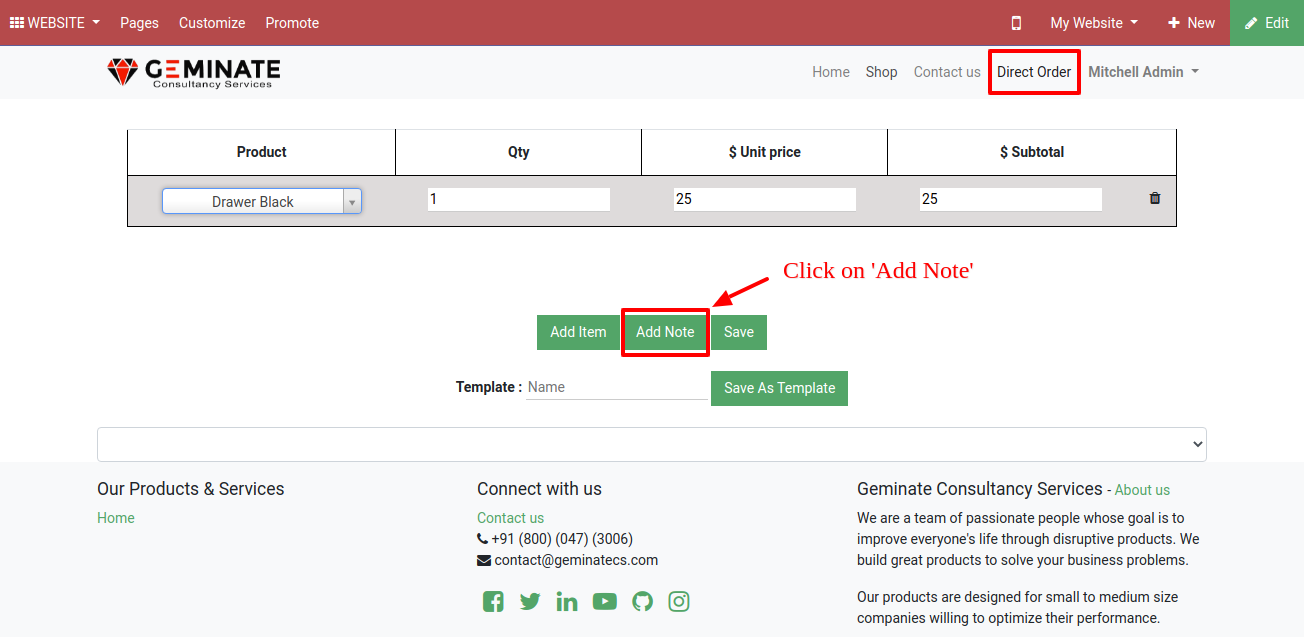 WEBSITE Pages Customize Promote My Website New Edit
GEMINATE
Consultancy Services
Home Shop Contact us Direct Order Mitchell Admin
Product Qty $ Unit price $ Subtotal
Drawer Black 1 25 25
Click on 'Add Note'
Add Item Add Note Save
Template : Name Save As Template
Our Products & Services
Home
Connect with us
Contact us
+91 (800) (047) (3006)
contact@geminatecs.com
Geminate Consultancy Services - About us
We are a team of passionate people whose goal is to
improve everyone's life through disruptive products. We
build great products to solve your business problems.
Our products are designed for small to medium size
companies willing to optimize their performance.